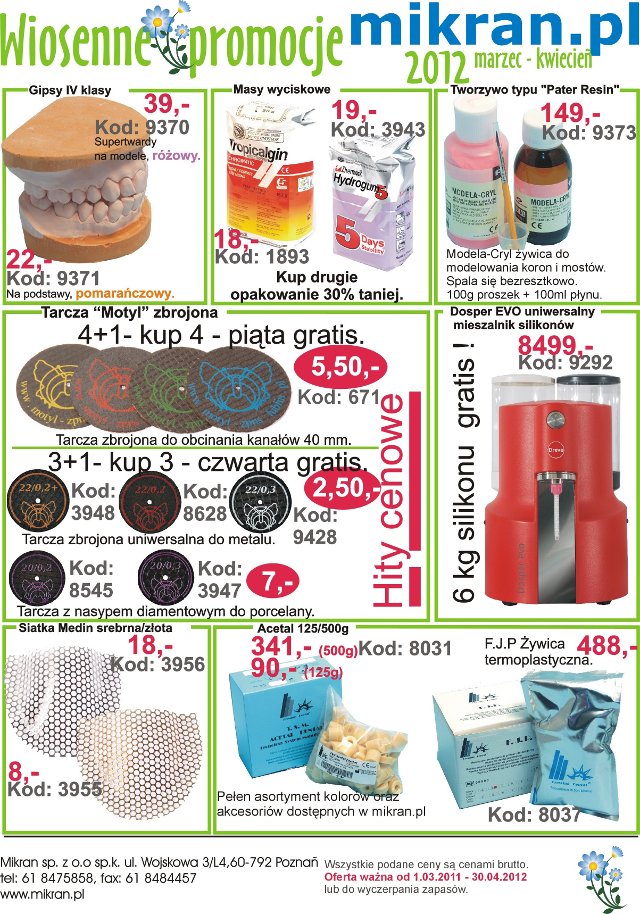 Wiosenne promocje
mikran.pl
2012 marzec - kwiecień
Gipsy IV klasy
39,-
Kod: 9370
Supertwardy
na modele, różowy.
22,-
Kod: 9371
Na podstawy, pomarańczowy.
Masy wyciskowe
19,-
Kod: 3943
Tropicalgin
CHROMATIC
Zhermack
Hydrogum 5
5 Days
Stability
18,-
Kod: 1893
Kup drugie
opakowanie 30% taniej.
Tworzywo typu "Pater Resin"
149,-
Kod: 9373
MODELA-CRYL
MODELA-CRYL
Modela-Cryl żywica do
modelowania koron i mostów.
Spala się bezresztkowo.
100g proszek + 100ml płynu.
Tarcza “Motyl” zbrojona
4+1- kup 4 - piąta gratis.
5,50,-
Kod: 671
Tarcza zbrojona do obcinania kanałów 40 mm.
3+1- kup 3 - czwarta gratis.
2,50,-
22/0,2+
Kod:
3948
22/0,2
Kod:
8628
22/0,3
Kod:
9428
Tarcza zbrojona uniwersalna do metalu.
20/0,2
Kod:
8545
20/0,3
Kod:
3947
7,-
Tarcza z nasypem diamentowym do porcelany.
Hity cenowe
Dosper EVO uniwersalny
mieszalnik silikonów
8499,-
Kod: 9292
6 kg silikonu gratis !
Dreve
Dosper evo
Siatka Medin srebrna/złota
18,-
Kod: 3956
8,-
Kod: 3955
Acetal 125/500g
341,- (500g) Kod: 8031
90,- (125g)
T.S.M.
ACETAL DENTAL
Pełen asortyment kolorów oraz
akcesoriów dostępnych w mikran.pl
F.J.P Żywica
termoplastyczna.
488,-
Kod: 8037
Mikran sp. z o.o sp.k. ul. Wojskowa 3/L4,60-792 Poznań
tel: 61 8475858, fax: 61 8484457
www.mikran.pl
Wszystkie podane ceny są cenami brutto.
Oferta ważna od 1.03.2011 - 30.04.2012
lub do wyczerpania zapasów.